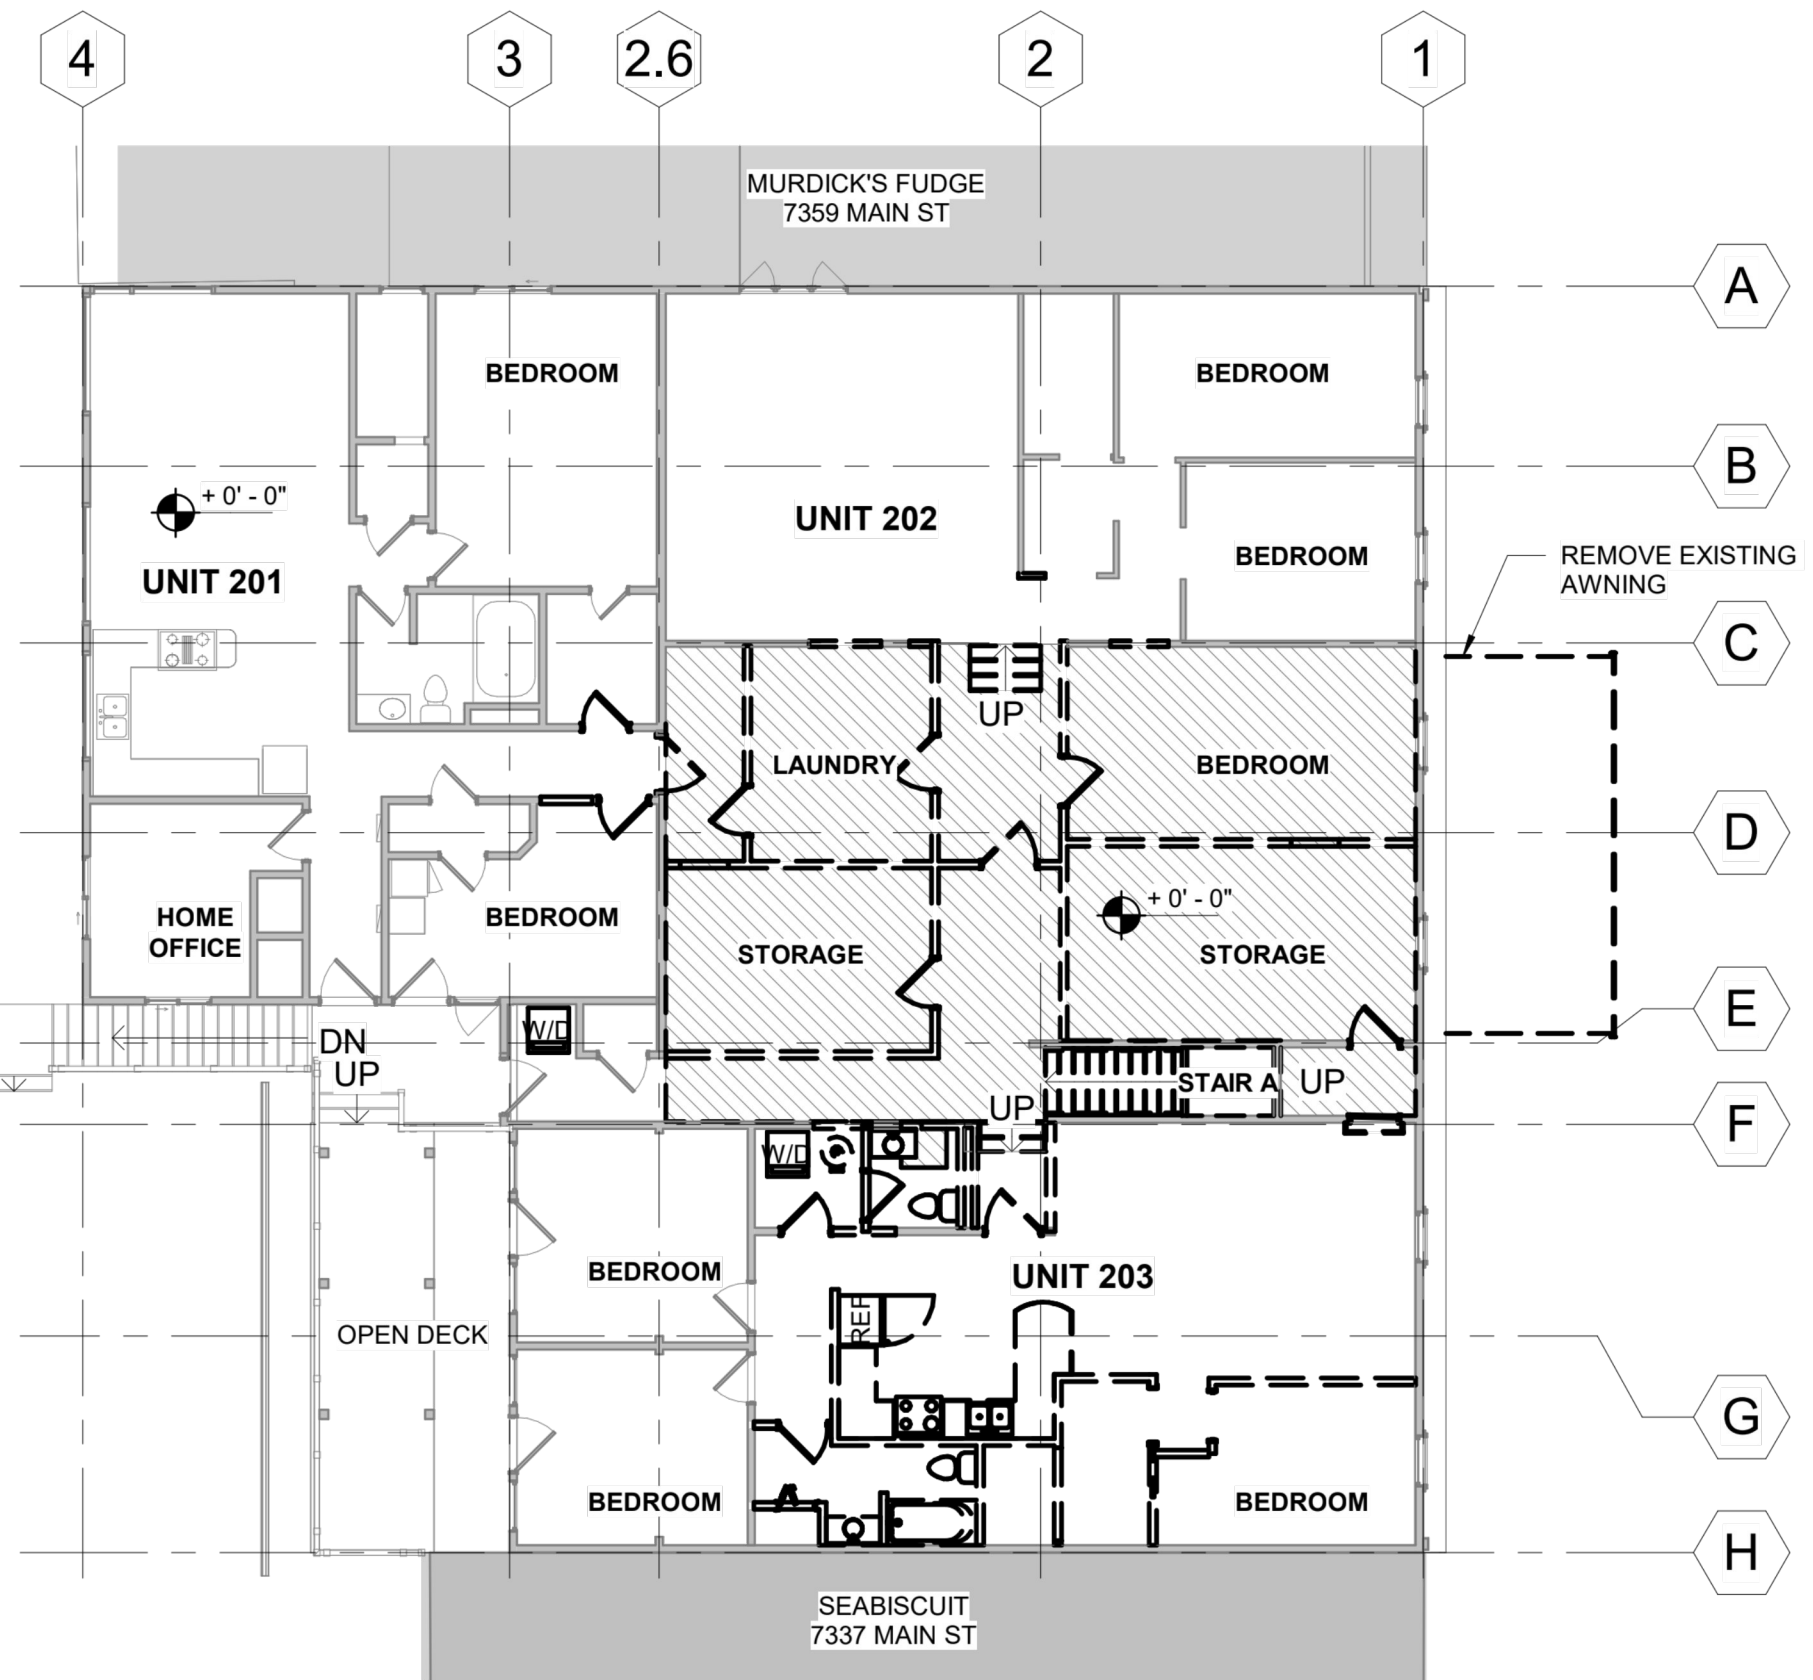 4
3
2.6
2
1
MURDICK'S FUDGE
7359 MAIN ST
A
BEDROOM
BEDROOM
B
+ 0' - 0"
UNIT 202
UNIT 201
BEDROOM
REMOVE EXISTING
AWNING
C
UP
LAUNDRY
BEDROOM
D
+ 0' - 0"
HOME
OFFICE
BEDROOM
STORAGE
STORAGE
E
W/D
DN
UP
STAIR A
UP
UP
F
W/D
BEDROOM
UNIT 203
REF
OPEN DECK
G
BEDROOM
BEDROOM
H
SEABISCUIT
7337 MAIN ST